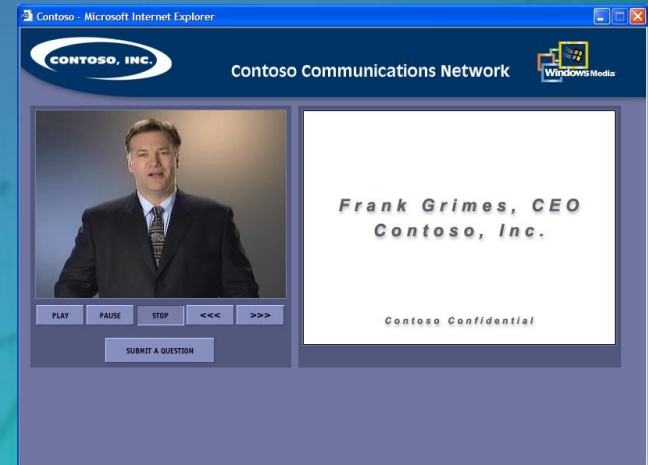 Contoso - Microsoft Internet Explorer
CONTOSO, INC.
Contoso Communications Network
Windows Media
Frank Grimes, CEO
Contoso, Inc.
Contoso Confidential
PLAY
PAUSE
STOP
<<<
>>>
SUBMIT A QUESTION